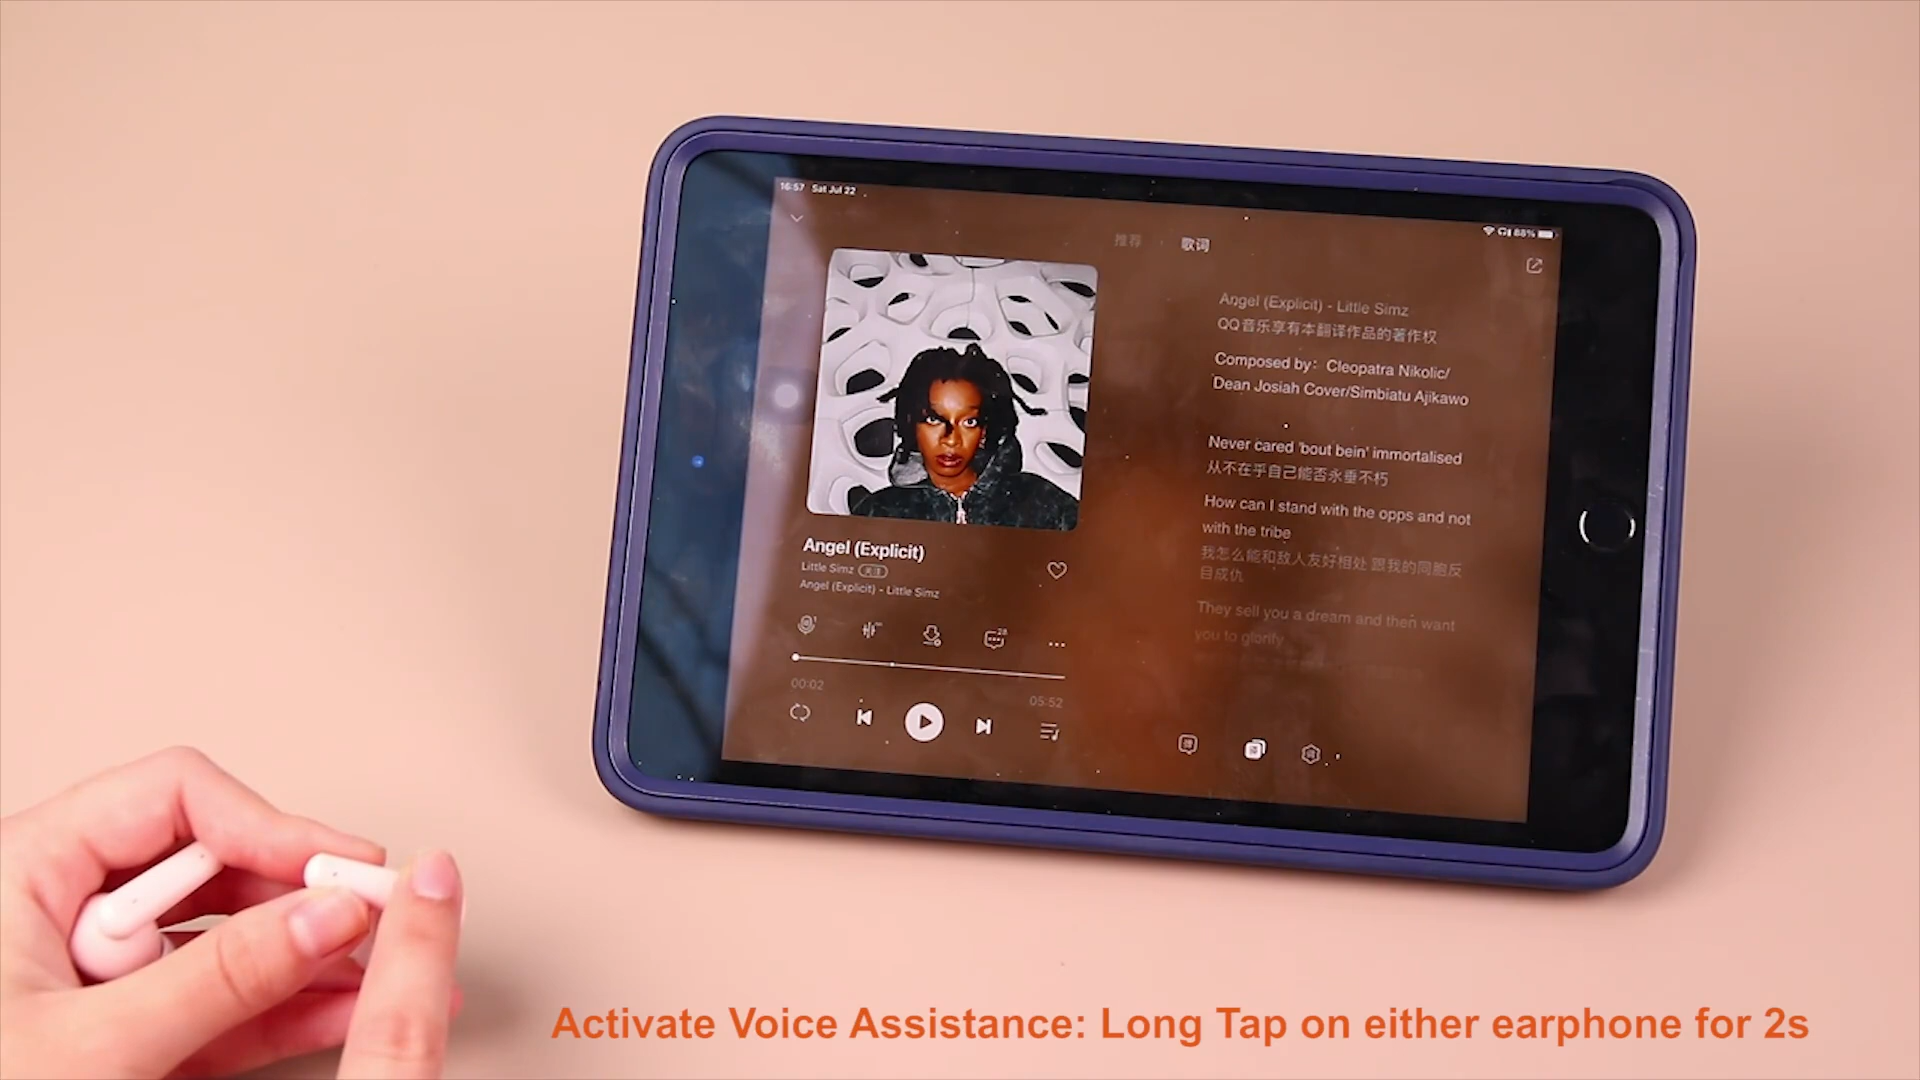 16:57 Sat Jul 22
88%
推荐 · 歌词
Angel (Explicit) - Little Simz
QQ音乐享有本翻译作品的著作权
Composed by: Cleopatra Nikolic/
Dean Josiah Cover/Simbiatu Ajikawo
Never cared 'bout bein' immortalised
从不在乎自己能否永垂不朽
How can I stand with the opps and not
with the tribe
我怎么能和敌人友好相处 跟我的同胞反
目成仇
They sell you a dream and then want
you to glorify
Angel (Explicit)
Little Simz 关注
Angel (Explicit) - Little Simz
28
00:02
05:52
Activate Voice Assistance: Long Tap on either earphone for 2s